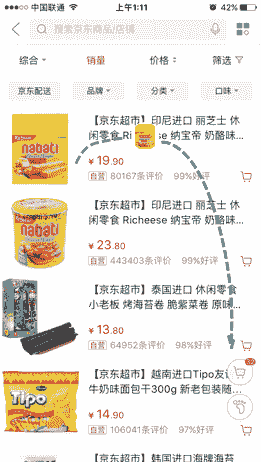 中国联通
上午1:11
42%
搜索京东商品/店铺
综合
销量
价格
筛选
京东配送
品牌
分类
口味
【京东超市】印尼进口 丽芝士 休
闲零食 Ri
se 纳宝帝 奶酪味...
¥ 19.90
自营 80167条评价 99%好评
【京东超市】印尼进口 丽芝士 休
闲零食 Richeese 纳宝帝 奶酪味...
¥ 23.80
自营 443403条评价 99%好评
【京东超市】泰国进口 休闲零食
小老板 烤海苔卷 脆紫菜卷 原味...
¥ 13.80
自营 64952条评价 98%好评
32
【京东超市】越南进口Tipo友谊
牛奶味面包干300g 新老包装随...
¥ 14.90
自营 106041条评价 97%好评
【京东超市】韩国进口海牌海苔
nabati
nabati
Tipo